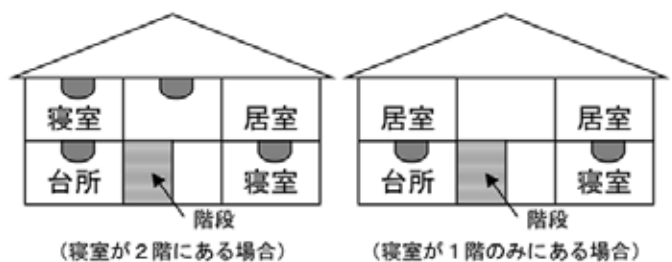 寝室 居室 居室 居室
台所 寝室 台所 寝室
階段 階段
（寝室が２階にある場合） （寝室が１階のみにある場合）